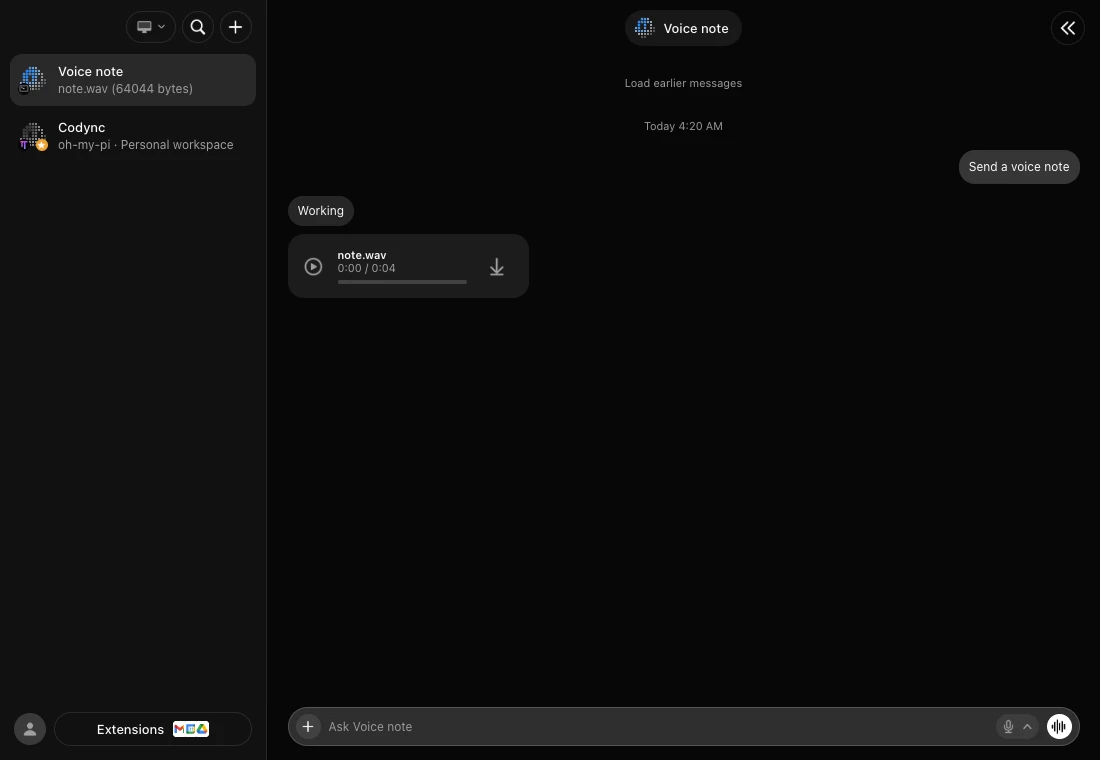 Voice note
note.wav (64044 bytes)
Codync
oh-my-pi · Personal workspace
Extensions
Voice note
Load earlier messages
Today 4:20 AM
Send a voice note
Working
note.wav
0:00 / 0:04
Ask Voice note